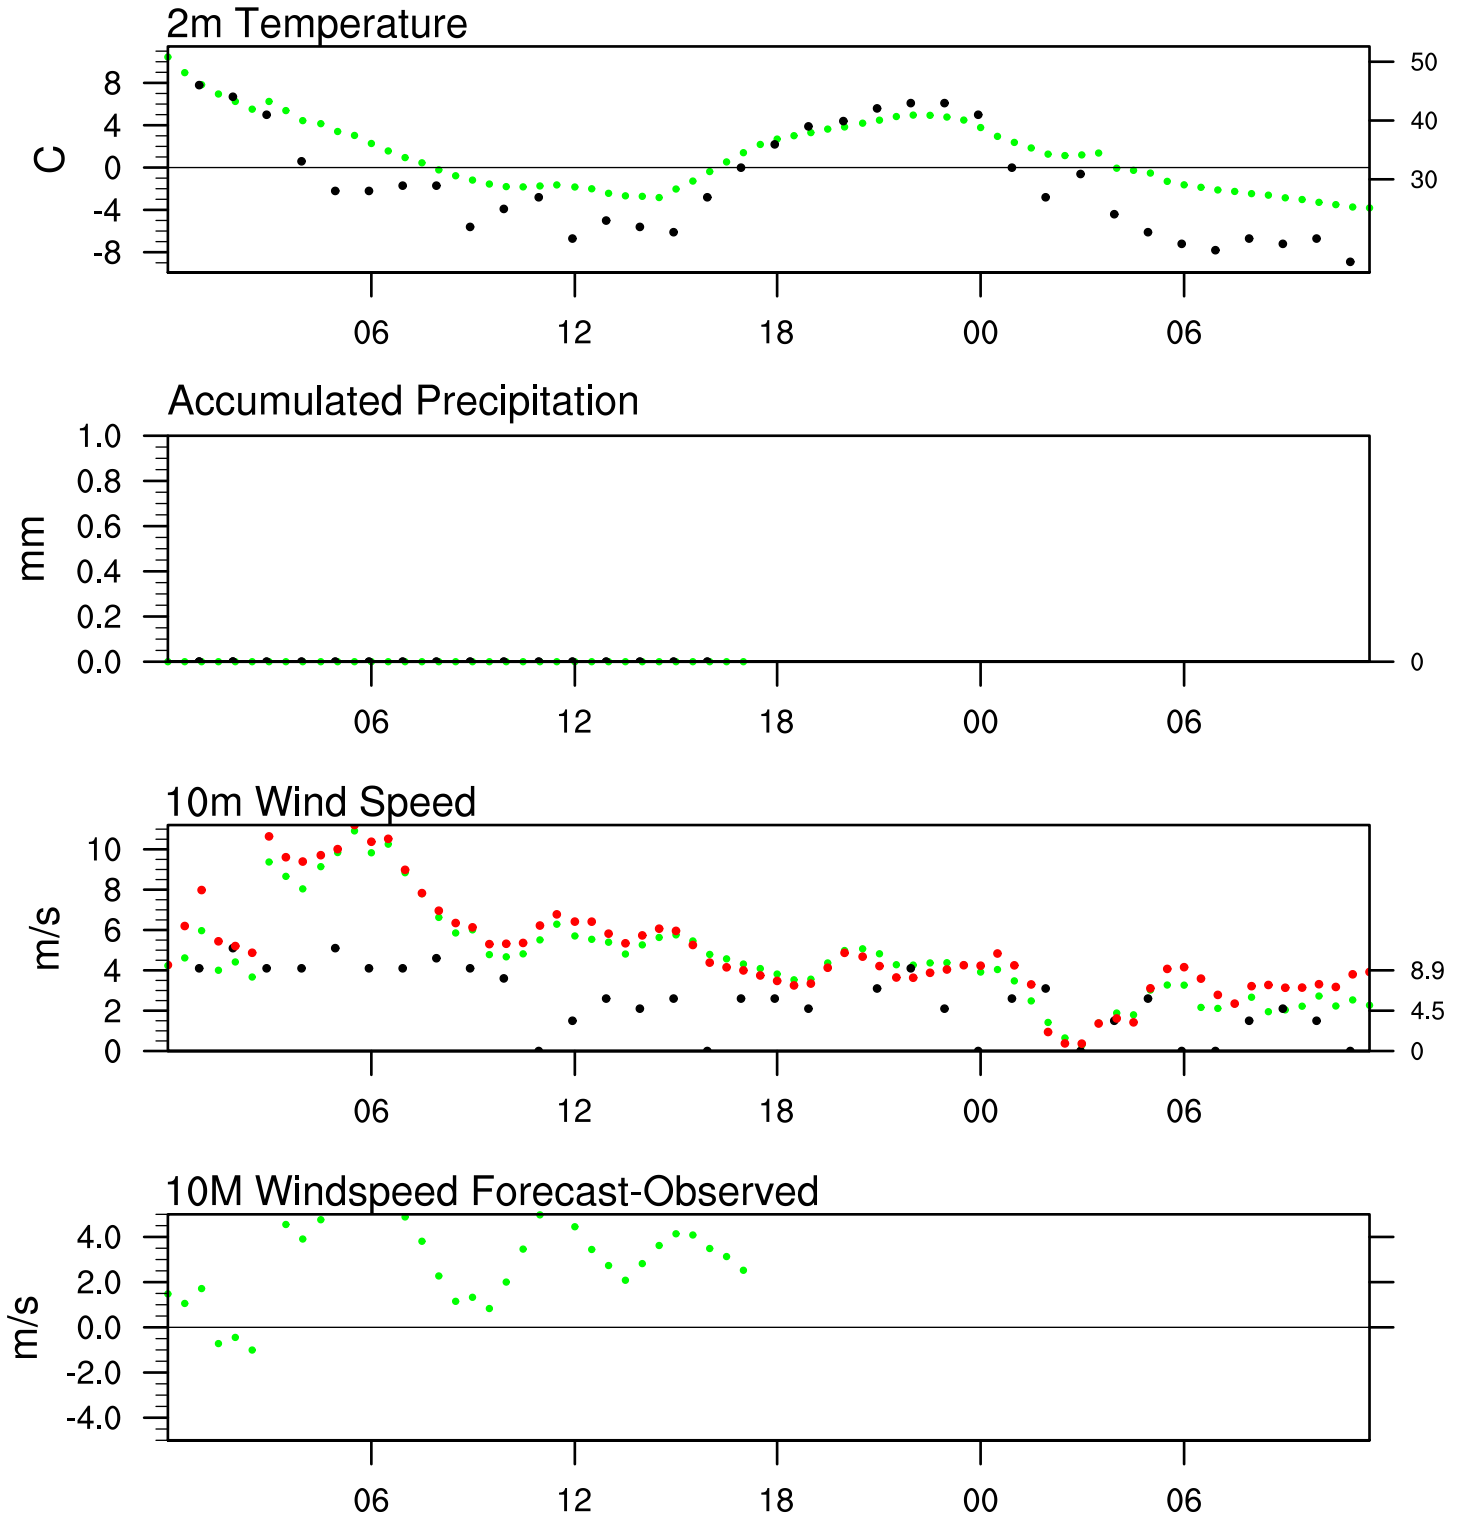 2m Temperature
8
4
0
-4
-8
C
50
40
30
06 12 18 00 06
Accumulated Precipitation
1.0
0.8
0.6
0.4
0.2
0.0
mm
0
06 12 18 00 06
10m Wind Speed
10
8
6
4
2
0
m/s
8.9
4.5
0
06 12 18 00 06
10M Windspeed Forecast-Observed
4.0
2.0
0.0
-2.0
-4.0
m/s
06 12 18 00 06